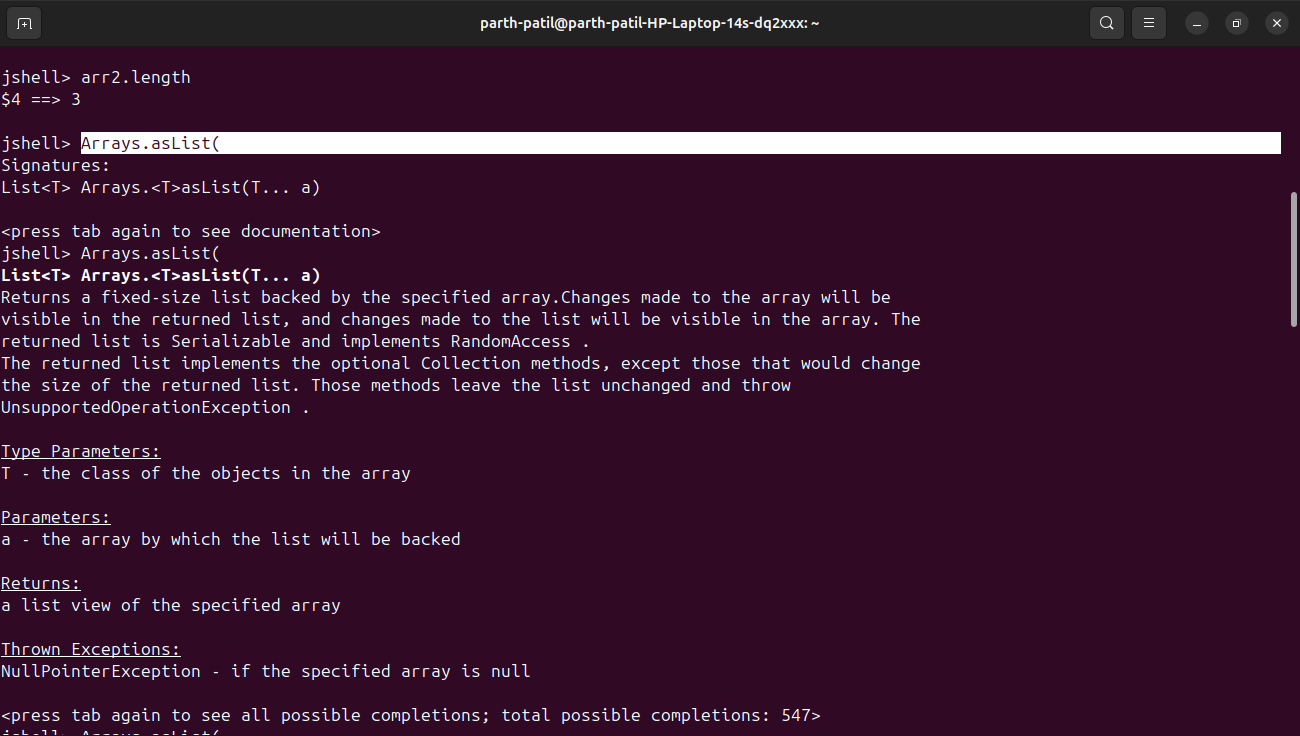 parth-patil@parth-patil-HP-Laptop-14s-dq2xxx: ~
jshell> arr2.length
$4 ==> 3
jshell> Arrays.asList(
Signatures:
List<T> Arrays.<T>asList(T... a)
<press tab again to see documentation>
jshell> Arrays.asList(
List<T> Arrays.<T>asList(T... a)
Returns a fixed-size list backed by the specified array.Changes made to the array will be
visible in the returned list, and changes made to the list will be visible in the array. The
returned list is Serializable and implements RandomAccess .
The returned list implements the optional Collection methods, except those that would change
the size of the returned list. Those methods leave the list unchanged and throw
UnsupportedOperationException .
Type Parameters:
T - the class of the objects in the array
Parameters:
a - the array by which the list will be backed
Returns:
a list view of the specified array
Thrown Exceptions:
NullPointerException - if the specified array is null
<press tab again to see all possible completions; total possible completions: 547>
jshell> Arrays.asList(